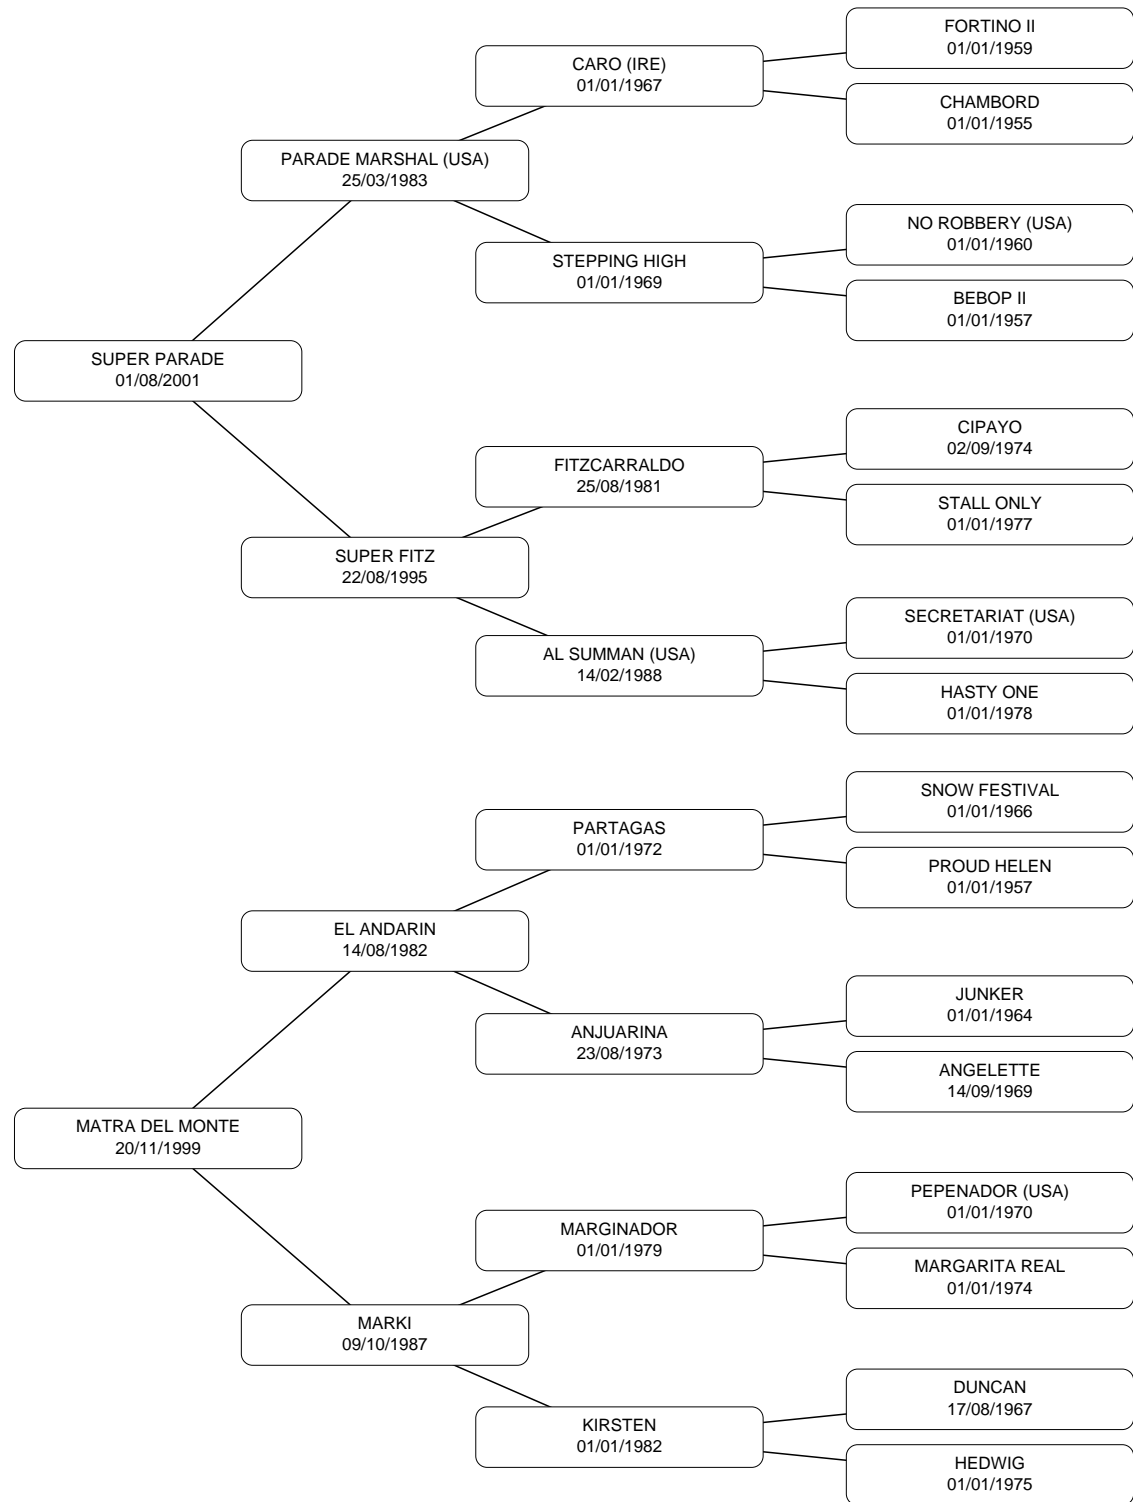 FORTINO II
01/01/1959
CARO (IRE)
01/01/1967
CHAMBORD
01/01/1955
PARADE MARSHAL (USA)
25/03/1983
NO ROBBERY (USA)
01/01/1960
STEPPING HIGH
01/01/1969
BEBOP II
01/01/1957
SUPER PARADE
01/08/2001
CIPAYO
02/09/1974
FITZCARRALDO
25/08/1981
STALL ONLY
01/01/1977
SUPER FITZ
22/08/1995
SECRETARIAT (USA)
01/01/1970
AL SUMMAN (USA)
14/02/1988
HASTY ONE
01/01/1978
SNOW FESTIVAL
01/01/1966
PARTAGAS
01/01/1972
PROUD HELEN
01/01/1957
EL ANDARIN
14/08/1982
JUNKER
01/01/1964
ANJUARINA
23/08/1973
ANGELETTE
14/09/1969
MATRA DEL MONTE
20/11/1999
PEPENADOR (USA)
01/01/1970
MARGINADOR
01/01/1979
MARGARITA REAL
01/01/1974
MARKI
09/10/1987
DUNCAN
17/08/1967
KIRSTEN
01/01/1982
HEDWIG
01/01/1975